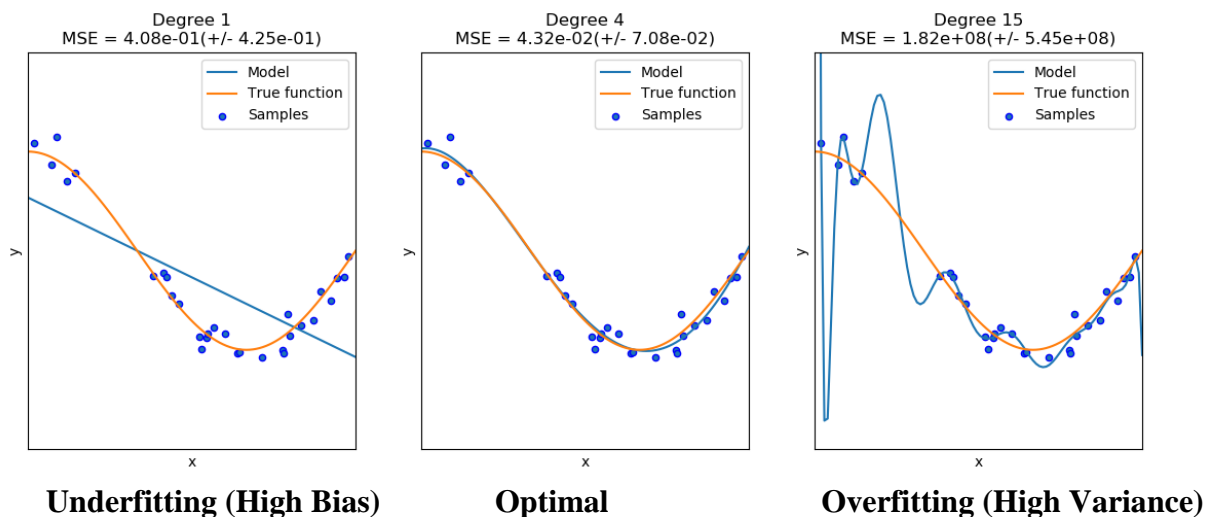 Degree 1
MSE = 4.08e-01(+/- 4.25e-01)
Model
True function
Samples
y
x
Underfitting (High Bias)
Degree 4
MSE = 4.32e-02(+/- 7.08e-02)
Model
True function
Samples
y
x
Optimal
Degree 15
MSE = 1.82e+08(+/- 5.45e+08)
Model
True function
Samples
y
x
Overfitting (High Variance)